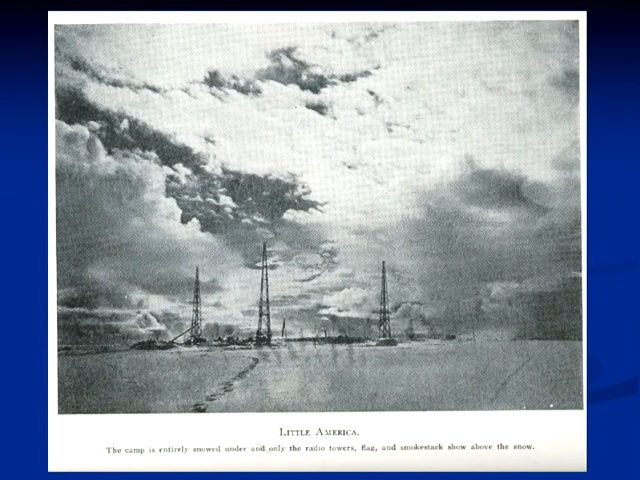 LITTLE AMERICA.
The camp is entirely snowed under and only the radio towers, flag, and smokestack show above the snow.